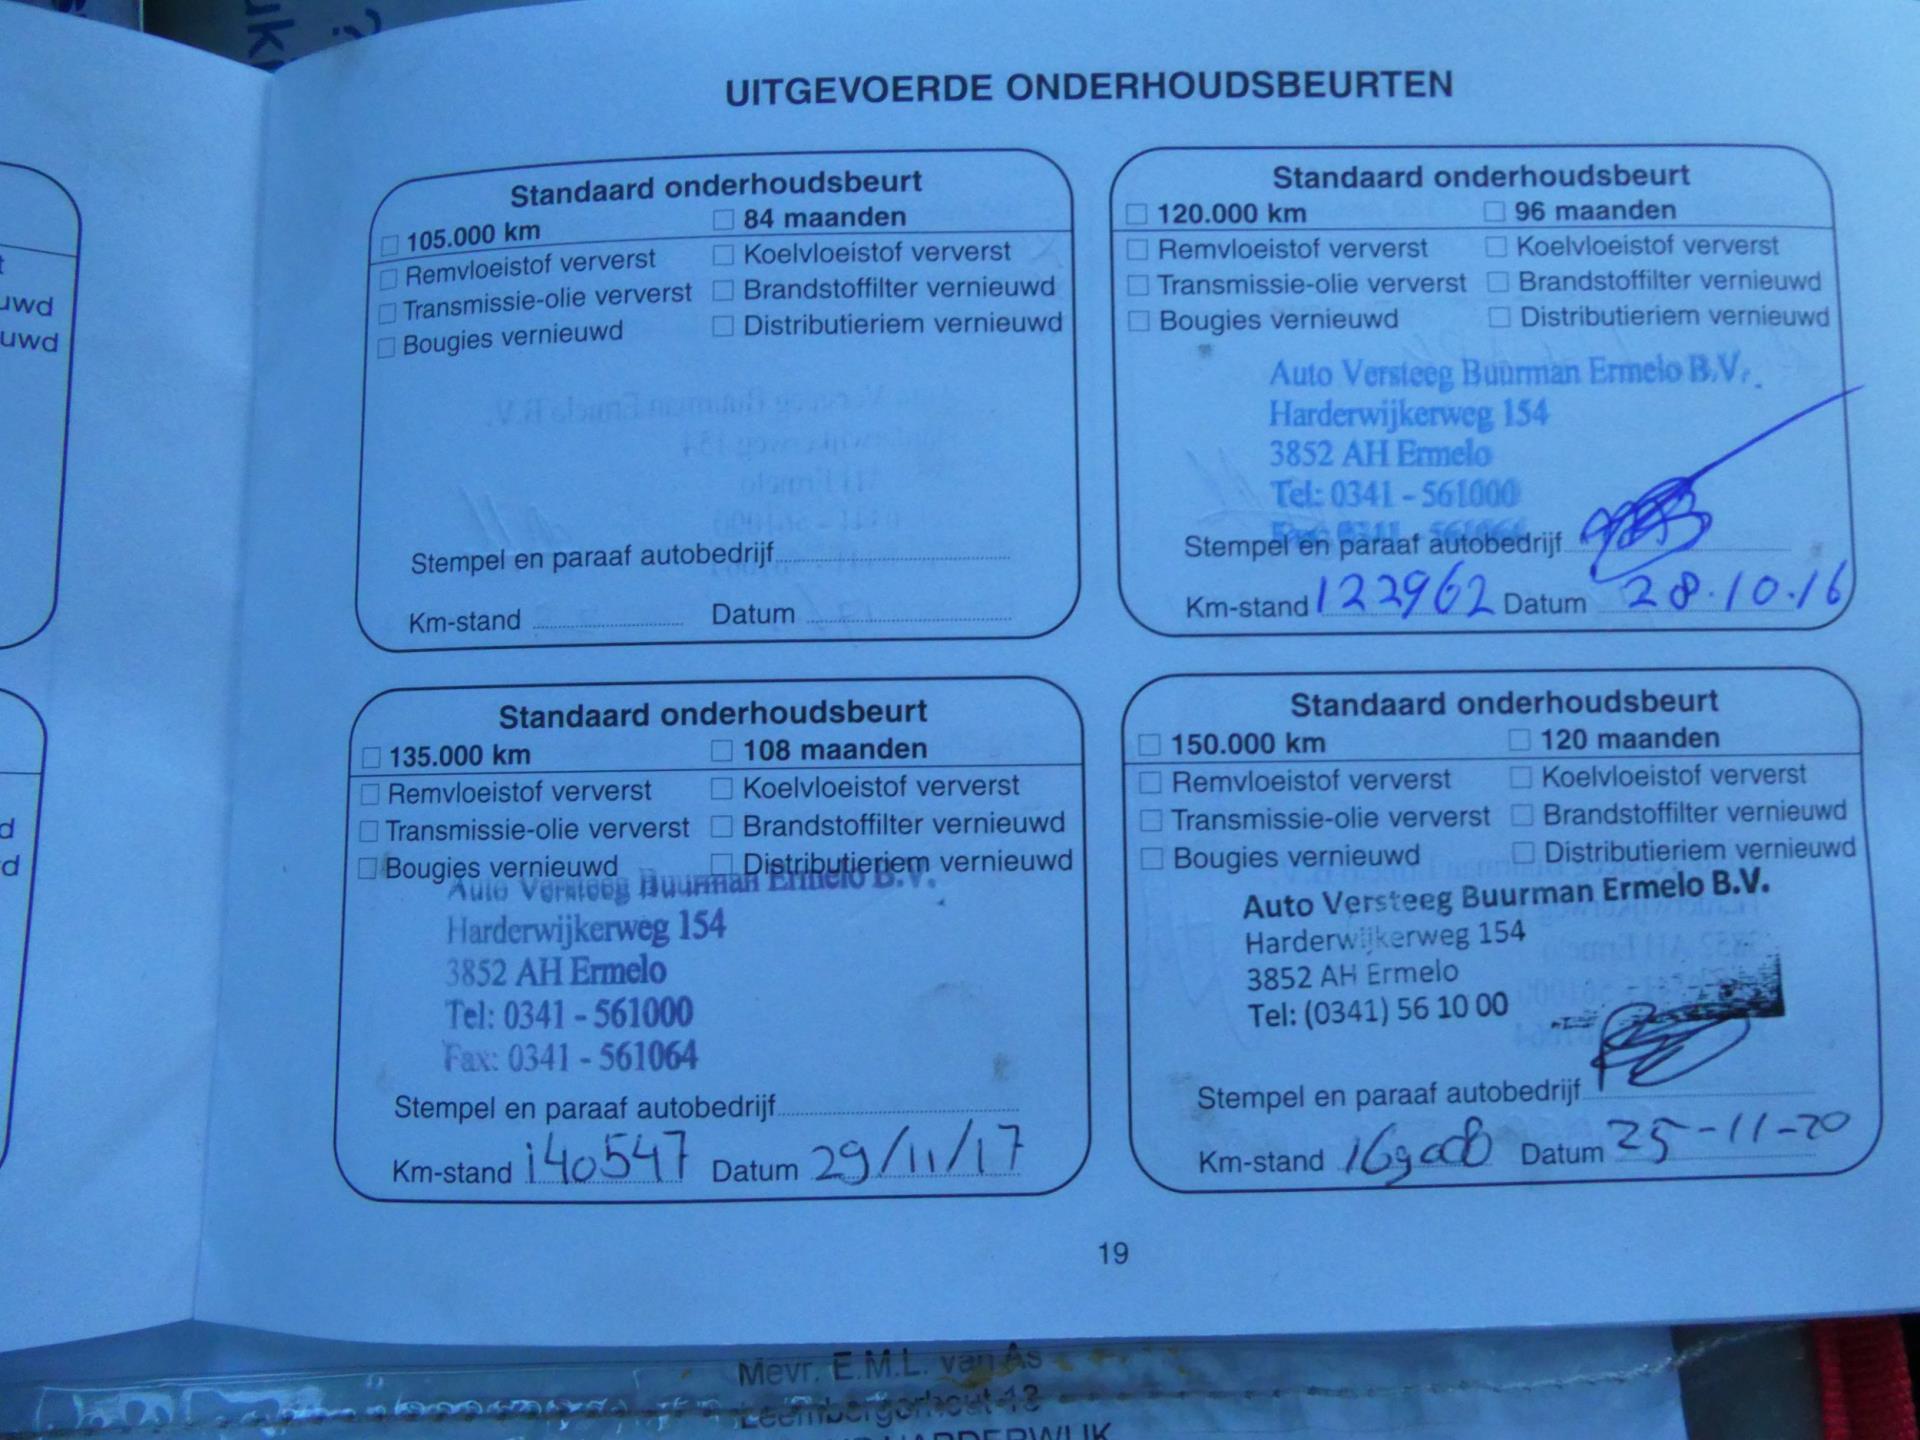 UITGEVOERDE ONDERHOUDSBEURTEN
Standaard onderhoudsbeurt
105.000 km 84 maanden
Remvloeistof ververst Koelvloeistof ververst
Transmissie-olie ververst Brandstoffilter vernieuwd
Bougies vernieuwd Distributieriem vernieuwd
Stempel en paraaf autobedrijf
Km-stand Datum
Standaard onderhoudsbeurt
120.000 km 96 maanden
Remvloeistof ververst Koelvloeistof ververst
Transmissie-olie ververst Brandstoffilter vernieuwd
Bougies vernieuwd Distributieriem vernieuwd
Auto Versteeg Buurman Ermelo B.V.
Harderwijkerweg 154
3852 AH Ermelo
Tel: 0341 - 561000
Fax: 0341 - 561064
Stempel en paraaf autobedrijf
Km-stand 122962 Datum 28.10.16
Standaard onderhoudsbeurt
135.000 km 108 maanden
Remvloeistof ververst Koelvloeistof ververst
Transmissie-olie ververst Brandstoffilter vernieuwd
Bougies vernieuwd Distributieriem vernieuwd
Auto Versteeg Buurman Ermelo B.V.
Harderwijkerweg 154
3852 AH Ermelo
Tel: 0341 - 561000
Fax: 0341 - 561064
Stempel en paraaf autobedrijf
Km-stand 140547 Datum 29/11/17
Standaard onderhoudsbeurt
150.000 km 120 maanden
Remvloeistof ververst Koelvloeistof ververst
Transmissie-olie ververst Brandstoffilter vernieuwd
Bougies vernieuwd Distributieriem vernieuwd
Auto Versteeg Buurman Ermelo B.V.
Harderwijkerweg 154
3852 AH Ermelo
Tel: (0341) 56 10 00
Stempel en paraaf autobedrijf
Km-stand Datum 25-11-20
19
Mevr. E.M.L. van As
HARDERWIJK
uwd
uwd
d
d